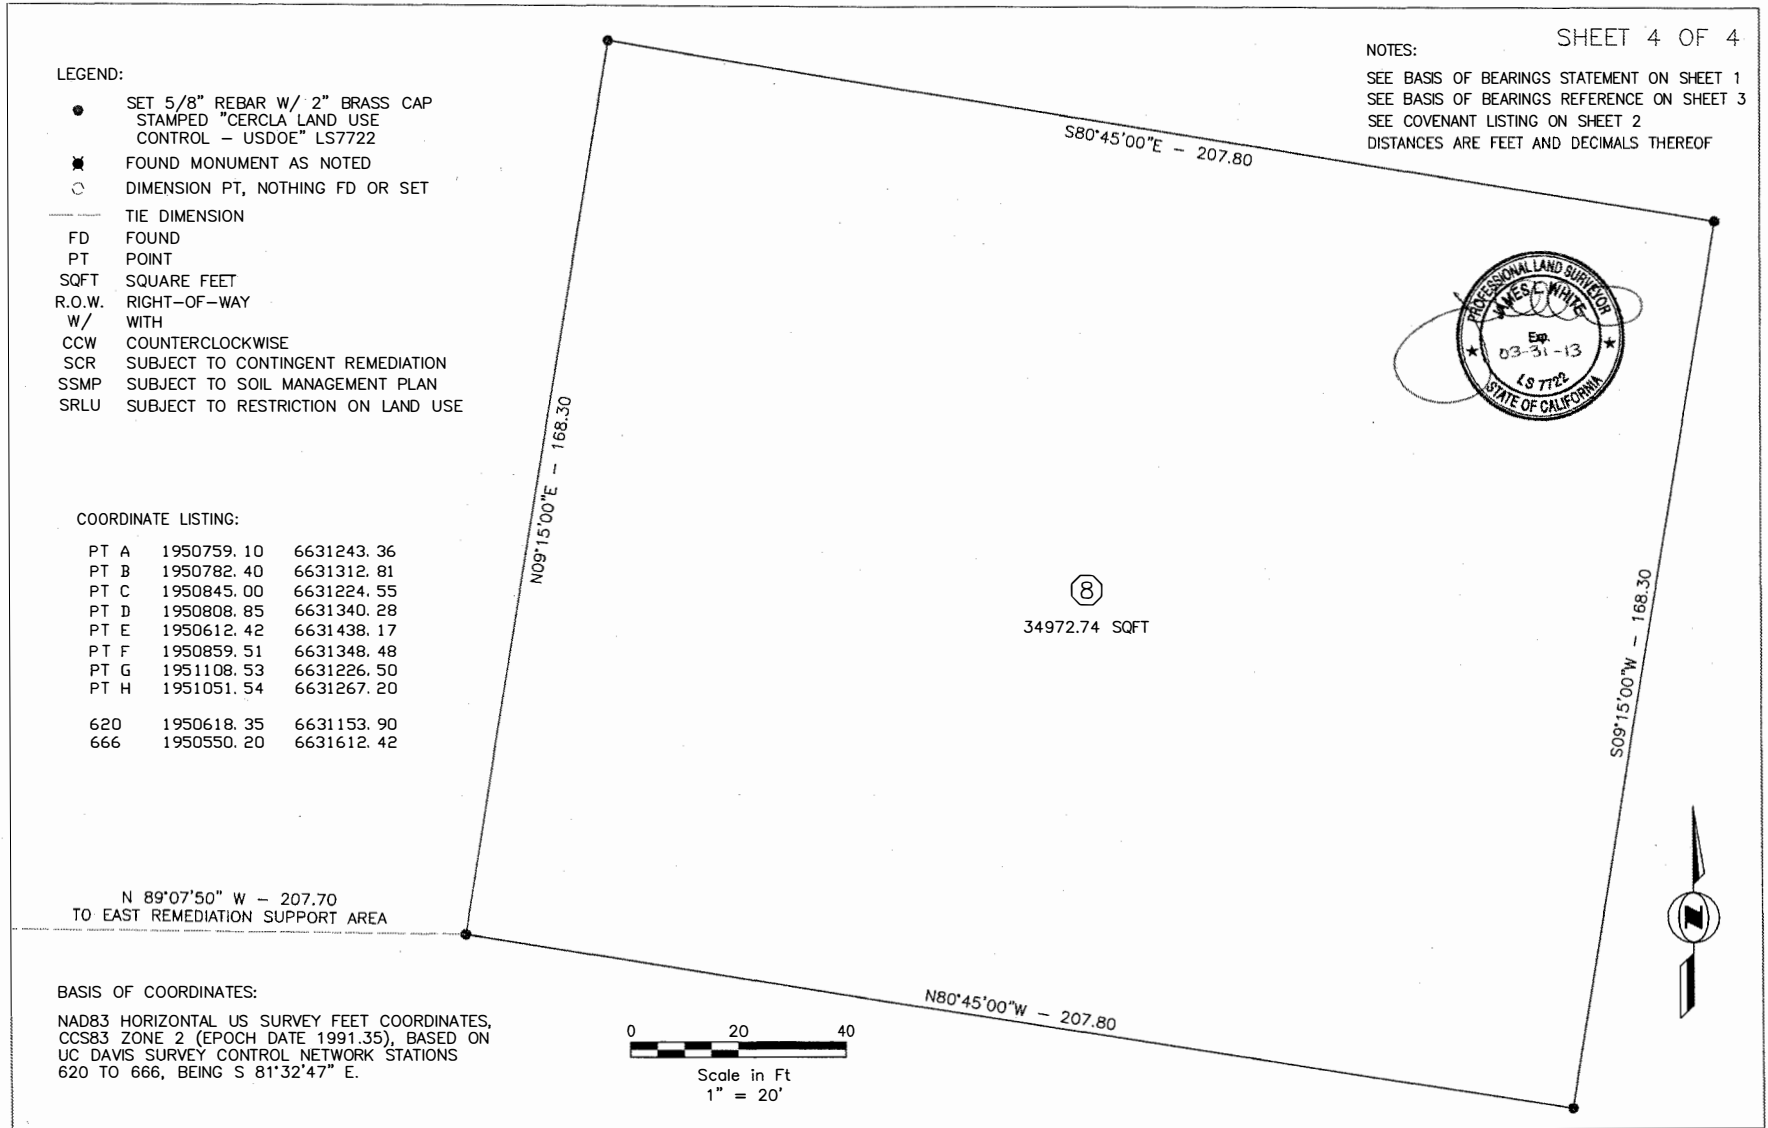 SHEET 4 OF 4
NOTES:
SEE BASIS OF BEARINGS STATEMENT ON SHEET 1
SEE BASIS OF BEARINGS REFERENCE ON SHEET 3
SEE COVENANT LISTING ON SHEET 2
DISTANCES ARE FEET AND DECIMALS THEREOF
LEGEND:
SET 5/8" REBAR W/ 2" BRASS CAP
STAMPED "CERCLA LAND USE
CONTROL – USDOE" LS7722
FOUND MONUMENT AS NOTED
DIMENSION PT, NOTHING FD OR SET
TIE DIMENSION
FD FOUND
PT POINT
SQFT SQUARE FEET
R.O.W. RIGHT–OF–WAY
W/ WITH
CCW COUNTERCLOCKWISE
SCR SUBJECT TO CONTINGENT REMEDIATION
SSMP SUBJECT TO SOIL MANAGEMENT PLAN
SRLU SUBJECT TO RESTRICTION ON LAND USE
S80°45'00"E – 207.80
PROFESSIONAL LAND SURVEYOR
JAMES L. WHITE
Exp.
03-31-13
LS 7722
STATE OF CALIFORNIA
N09°15'00"E – 168.30
COORDINATE LISTING:
PT A 1950759.10 6631243.36
PT B 1950782.40 6631312.81
PT C 1950845.00 6631224.55
PT D 1950808.85 6631340.28
PT E 1950612.42 6631438.17
PT F 1950859.51 6631348.48
PT G 1951108.53 6631226.50
PT H 1951051.54 6631267.20
620 1950618.35 6631153.90
666 1950550.20 6631612.42
8
34972.74 SQFT
S09°15'00"W – 168.30
N 89°07'50" W – 207.70
TO EAST REMEDIATION SUPPORT AREA
N80°45'00"W – 207.80
N
BASIS OF COORDINATES:
NAD83 HORIZONTAL US SURVEY FEET COORDINATES,
CCS83 ZONE 2 (EPOCH DATE 1991.35), BASED ON
UC DAVIS SURVEY CONTROL NETWORK STATIONS
620 TO 666, BEING S 81°32'47" E.
0 20 40
Scale in Ft
1" = 20'